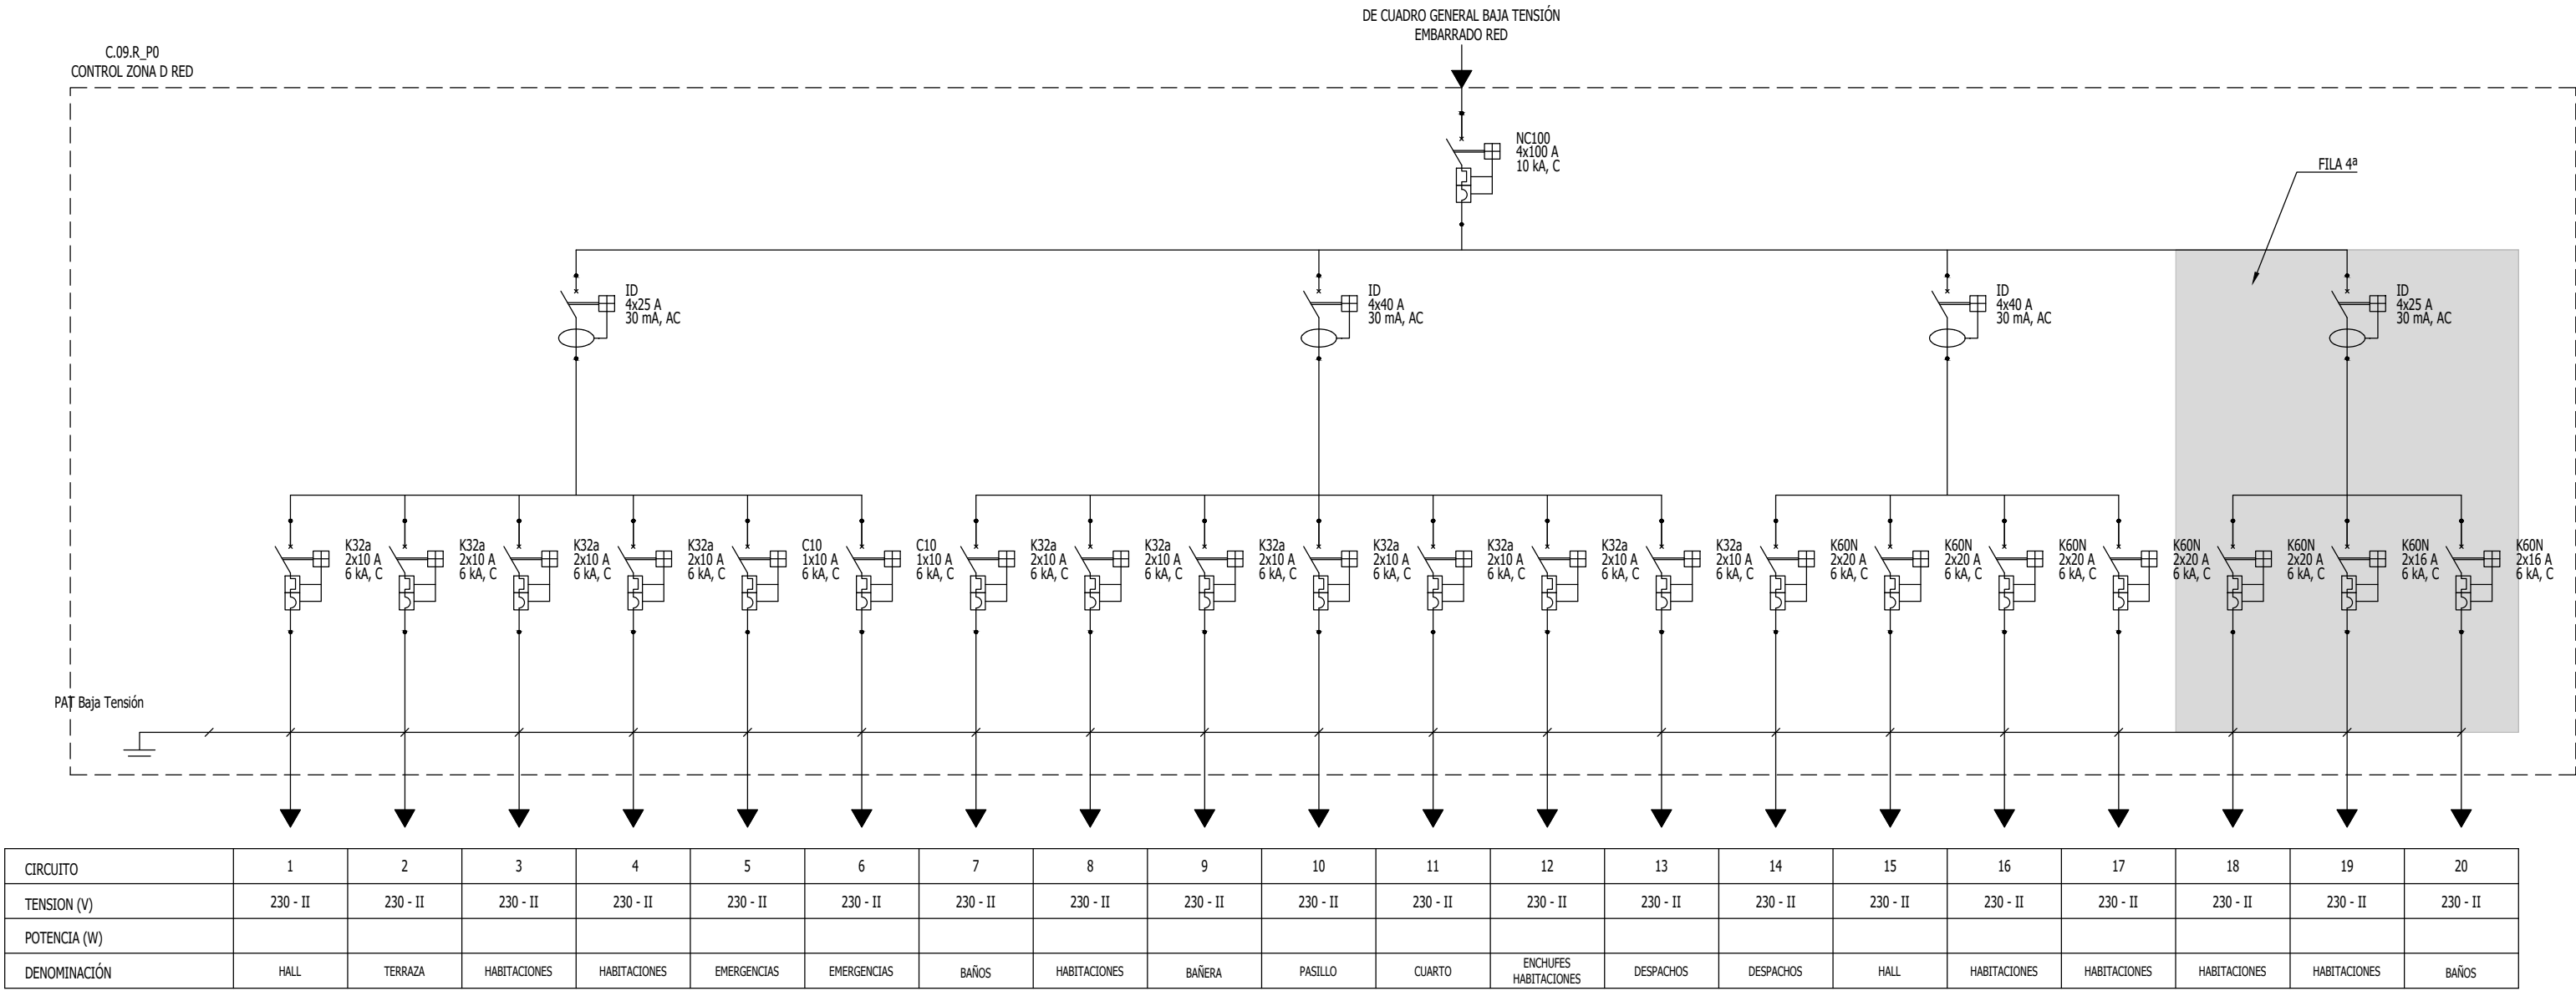 DE CUADRO GENERAL BAJA TENSIÓN
EMBARRADO RED
C.09.R_P0
CONTROL ZONA D RED
NC100
4x100 A
10 kA, C
FILA 4ª
ID
4x25 A
30 mA, AC
ID
4x40 A
30 mA, AC
ID
4x40 A
30 mA, AC
ID
4x25 A
30 mA, AC
K32a
2x10 A
6 kA, C
K32a
2x10 A
6 kA, C
K32a
2x10 A
6 kA, C
K32a
2x10 A
6 kA, C
C10
1x10 A
6 kA, C
C10
1x10 A
6 kA, C
K32a
2x10 A
6 kA, C
K32a
2x10 A
6 kA, C
K32a
2x10 A
6 kA, C
K32a
2x10 A
6 kA, C
K32a
2x10 A
6 kA, C
K32a
2x10 A
6 kA, C
K32a
2x10 A
6 kA, C
K60N
2x20 A
6 kA, C
K60N
2x20 A
6 kA, C
K60N
2x20 A
6 kA, C
K60N
2x20 A
6 kA, C
K60N
2x20 A
6 kA, C
K60N
2x16 A
6 kA, C
K60N
2x16 A
6 kA, C
PAT Baja Tensión
CIRCUITO 1 2 3 4 5 6 7 8 9 10 11 12 13 14 15 16 17 18 19 20
TENSION (V) 230 - II 230 - II 230 - II 230 - II 230 - II 230 - II 230 - II 230 - II 230 - II 230 - II 230 - II 230 - II 230 - II 230 - II 230 - II 230 - II 230 - II 230 - II 230 - II 230 - II
POTENCIA (W)
DENOMINACIÓN HALL TERRAZA HABITACIONES HABITACIONES EMERGENCIAS EMERGENCIAS BAÑOS HABITACIONES BAÑERA PASILLO CUARTO ENCHUFES HABITACIONES DESPACHOS DESPACHOS HALL HABITACIONES HABITACIONES HABITACIONES HABITACIONES BAÑOS